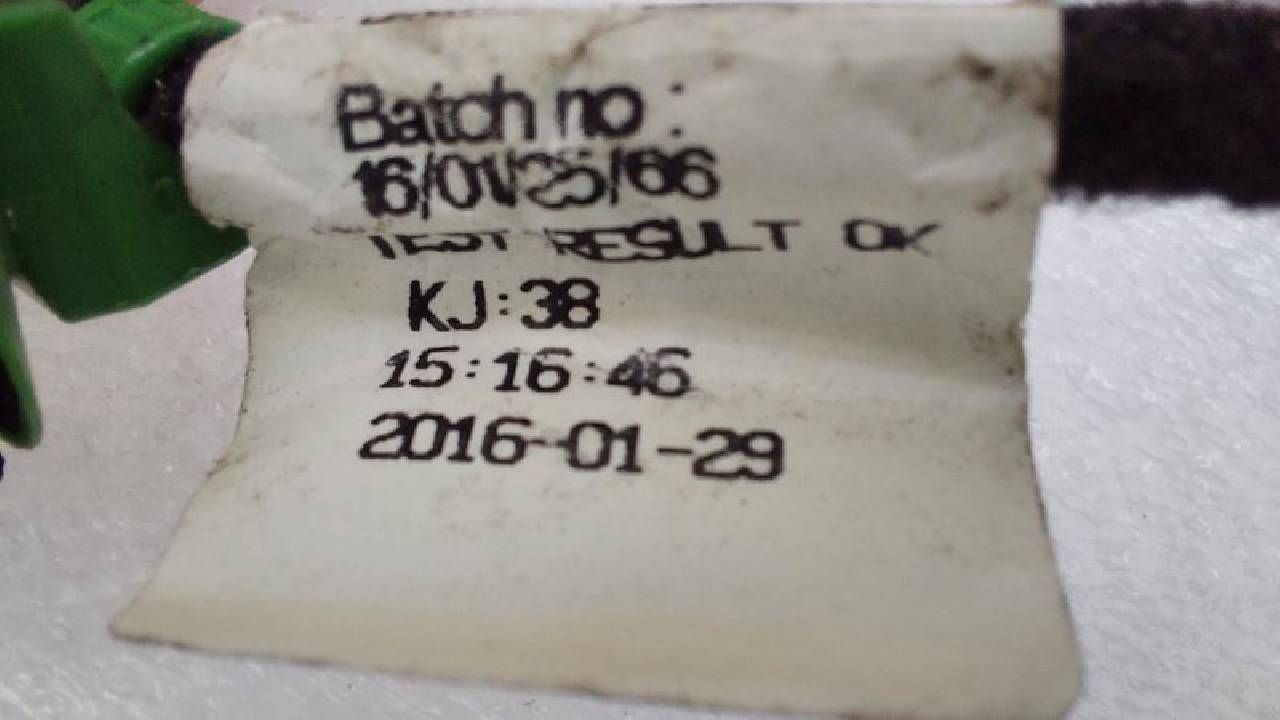 Batch no :
16/01/25/66
TEST RESULT OK
KJ:38
15:16:46
2016-01-29